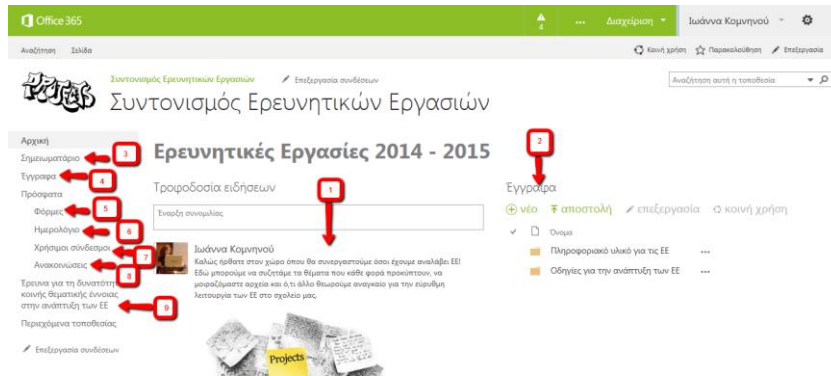 Office 365
4
... Διαχείριση Ιωάννα Κομνηνού
Αναζήτηση Σελίδα
Κοινή χρήση Παρακολούθηση Επεξεργασία
Συντονισμός Ερευνητικών Εργασιών Επεξεργασία συνδέσεων
Αναζήτηση αυτή η τοποθεσία
Συντονισμός Ερευνητικών Εργασιών
Αρχική
Σημειωματάριο
3
Έγγραφα
4
Πρόσφατα
Φόρμες
5
Ημερολόγιο
6
Χρήσιμοι σύνδεσμοι
7
Ανακοινώσεις
8
Έρευνα για τη δυνατότητ
κοινής θεματικής έννοιας
στην ανάπτυξη των ΕΕ
9
Περιεχόμενα τοποθεσίας
Επεξεργασία συνδέσεων
Ερευνητικές Εργασίες 2014 - 2015
Τροφοδοσία ειδήσεων
1
Έναρξη συνομιλίας
Ιωάννα Κομνηνού
Καλώς ήρθατε στον χώρο όπου θα συνεργαστούμε όσοι έχουμε αναλάβει ΕΕ!
Εδώ μπορούμε να συζητάμε τα θέματα που κάθε φορά προκύπτουν, να
μοιραζόμαστε αρχεία και ό,τι άλλο θεωρούμε αναγκαίο για την εύρυθμη
λειτουργία των ΕΕ στο σχολείο μας.
Projects
2
Έγγραφα
νέο αποστολή επεξεργασία κοινή χρήση
Όνομα
Πληροφοριακό υλικό για τις ΕΕ ...
Οδηγίες για την ανάπτυξη των ΕΕ ...